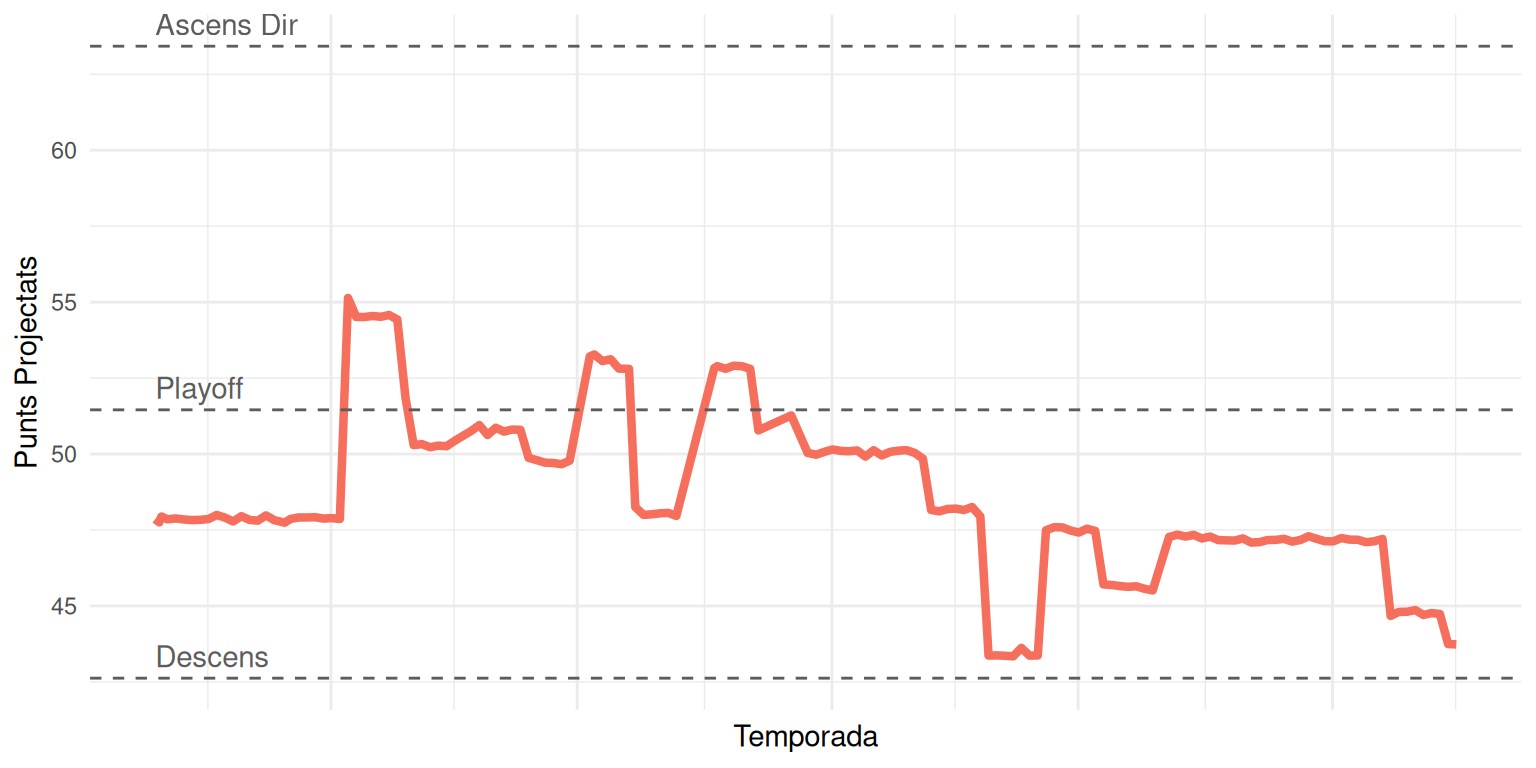 Ascens Dir
60
55
Playoff
50
45
Descens
Punts Projectats
Temporada